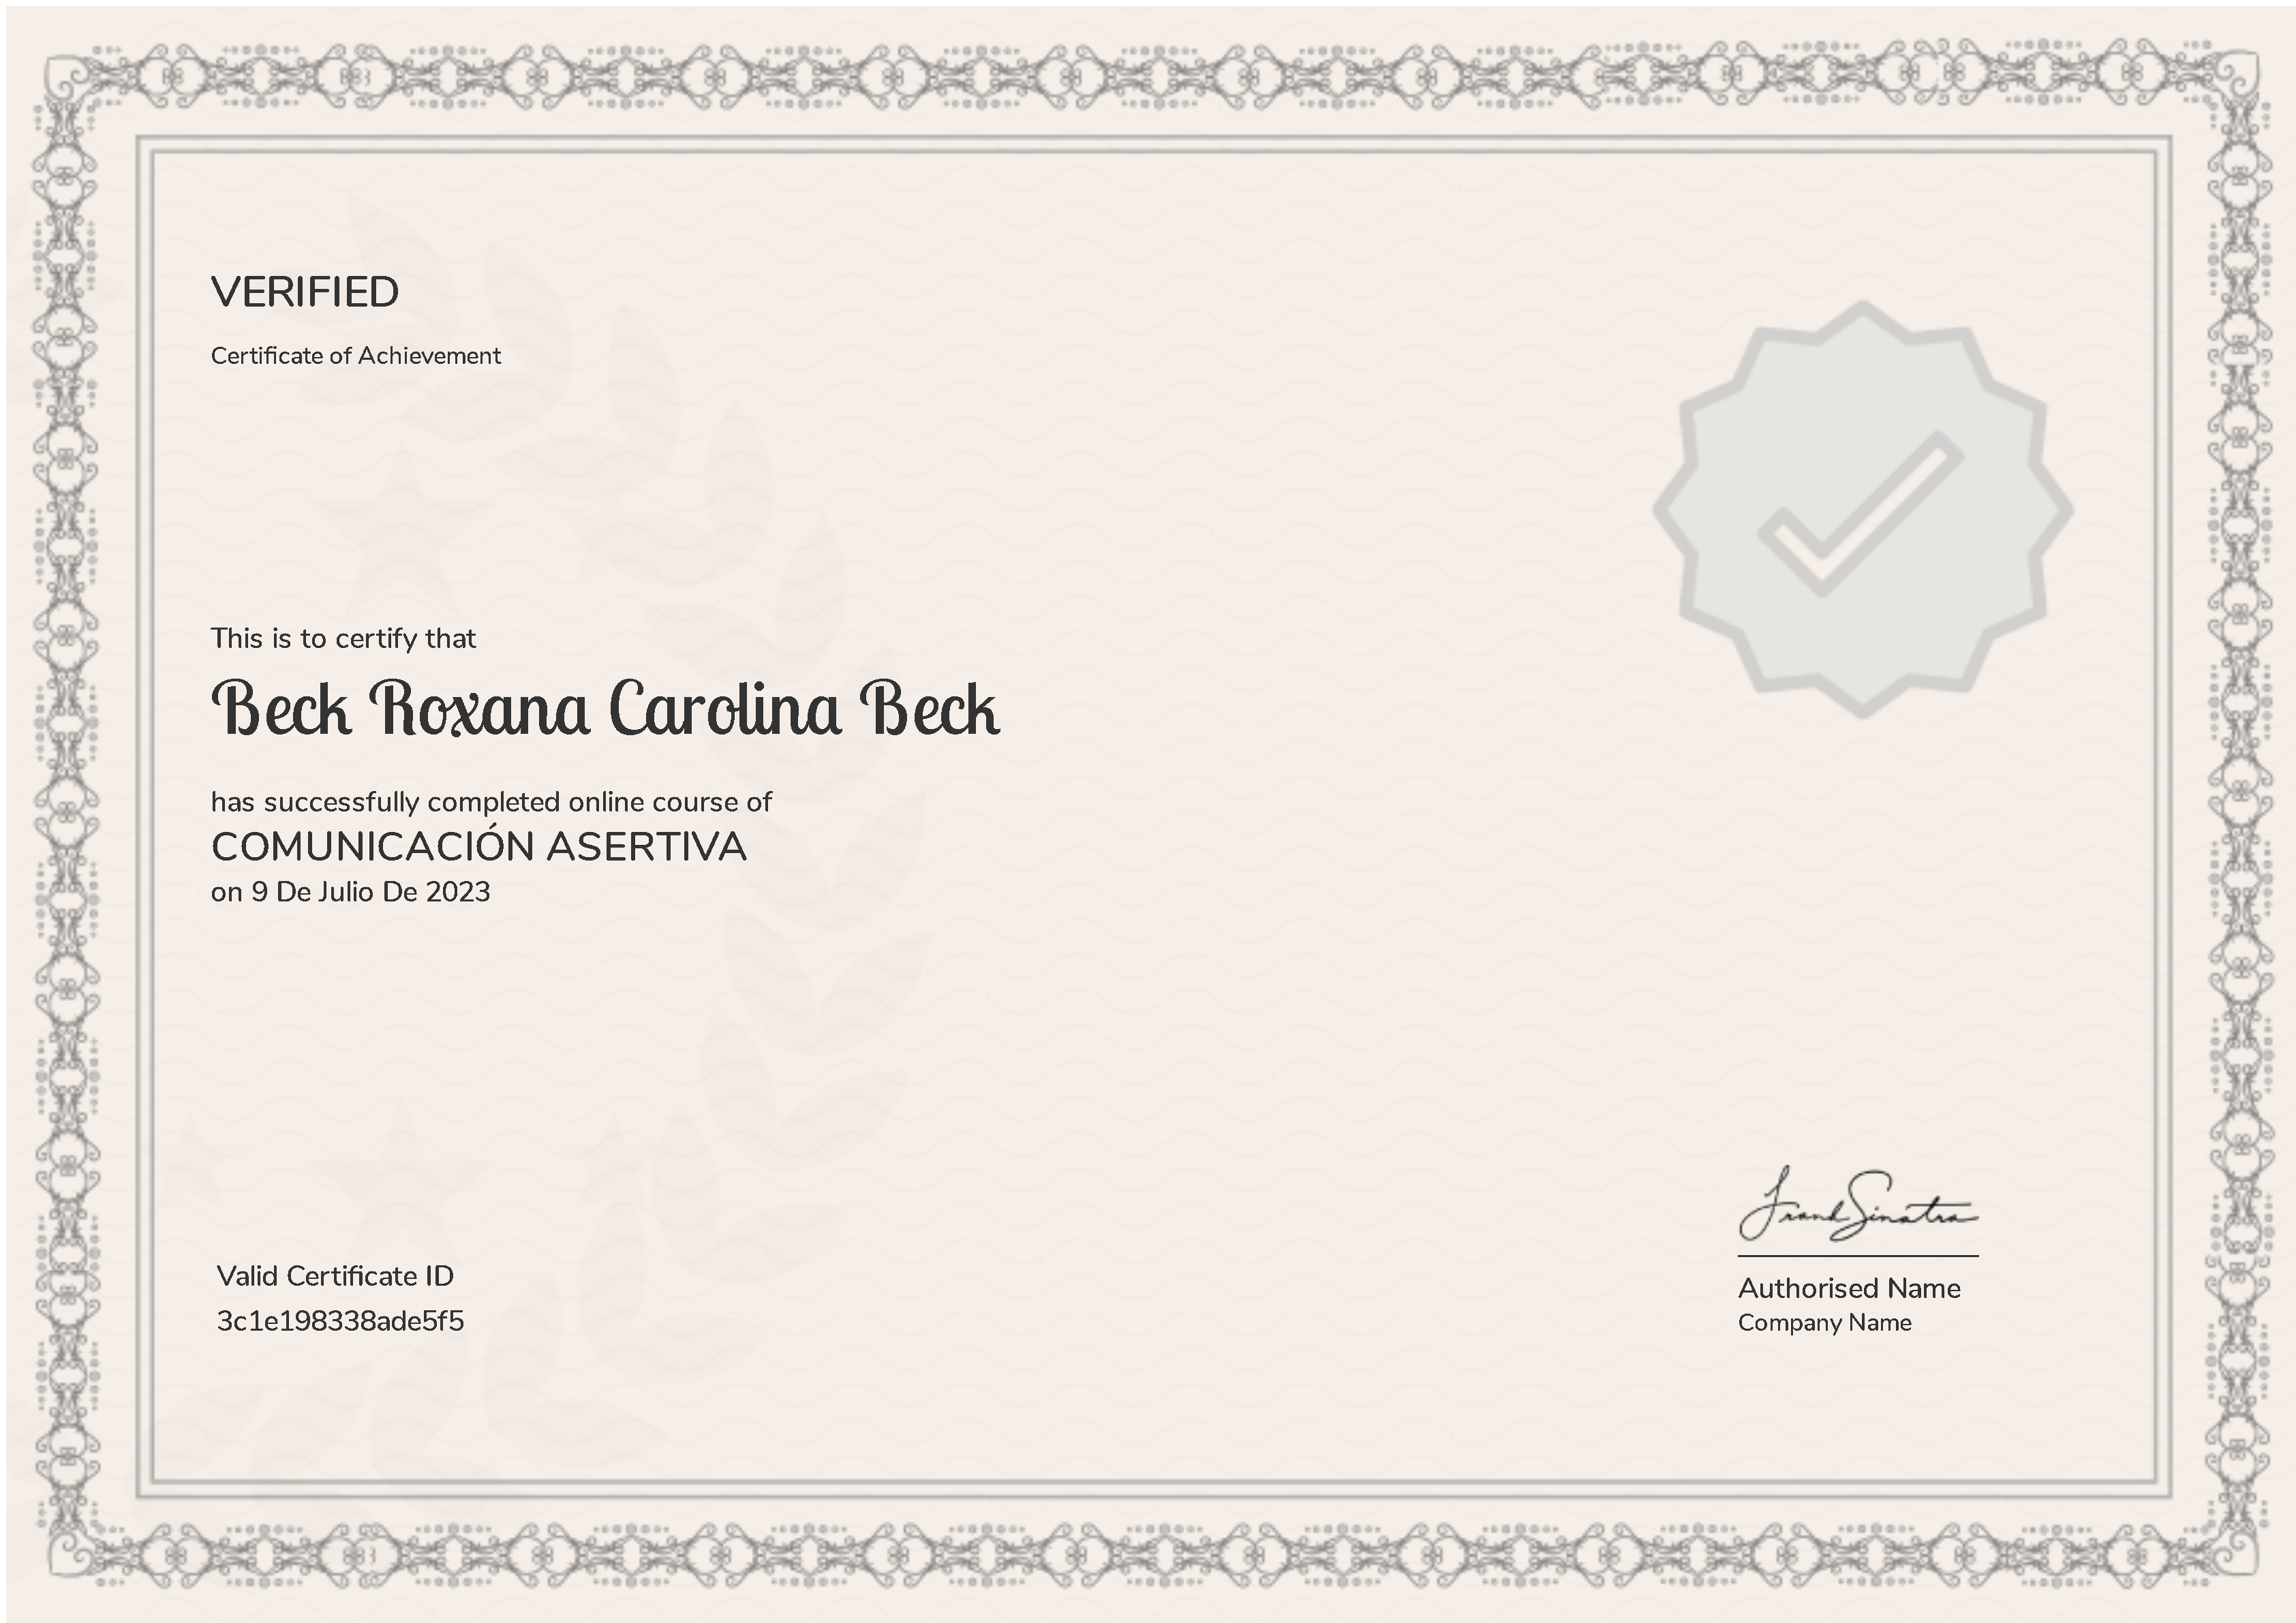 VERIFIED
Certificate of Achievement
This is to certify that
Beck Roxana Carolina Beck
has successfully completed online course of
COMUNICACIÓN ASERTIVA
on 9 De Julio De 2023
Frank Sinatra
Valid Certificate ID
3c1e198338ade5f5
Authorised Name
Company Name